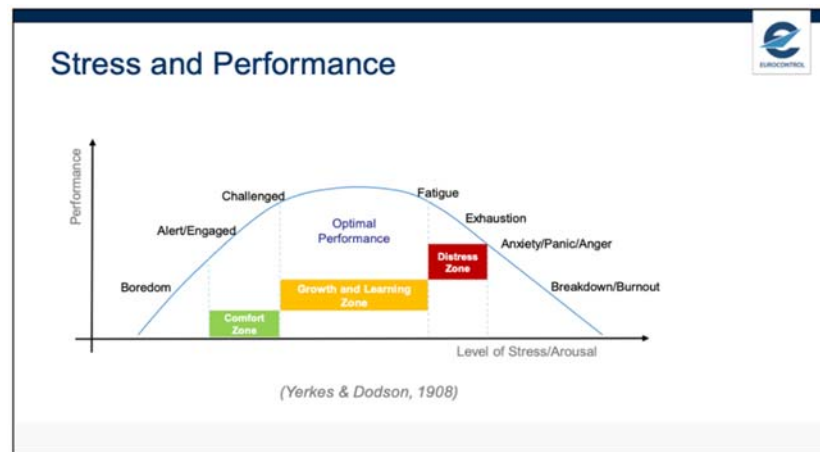 Stress and Performance
EUROCONTROL
Performance
Challenged
Fatigue
Alert/Engaged
Optimal
Performance
Exhaustion
Anxiety/Panic/Anger
Distress
Zone
Boredom
Growth and Learning
Zone
Breakdown/Burnout
Comfort
Zone
Level of Stress/Arousal
(Yerkes & Dodson, 1908)